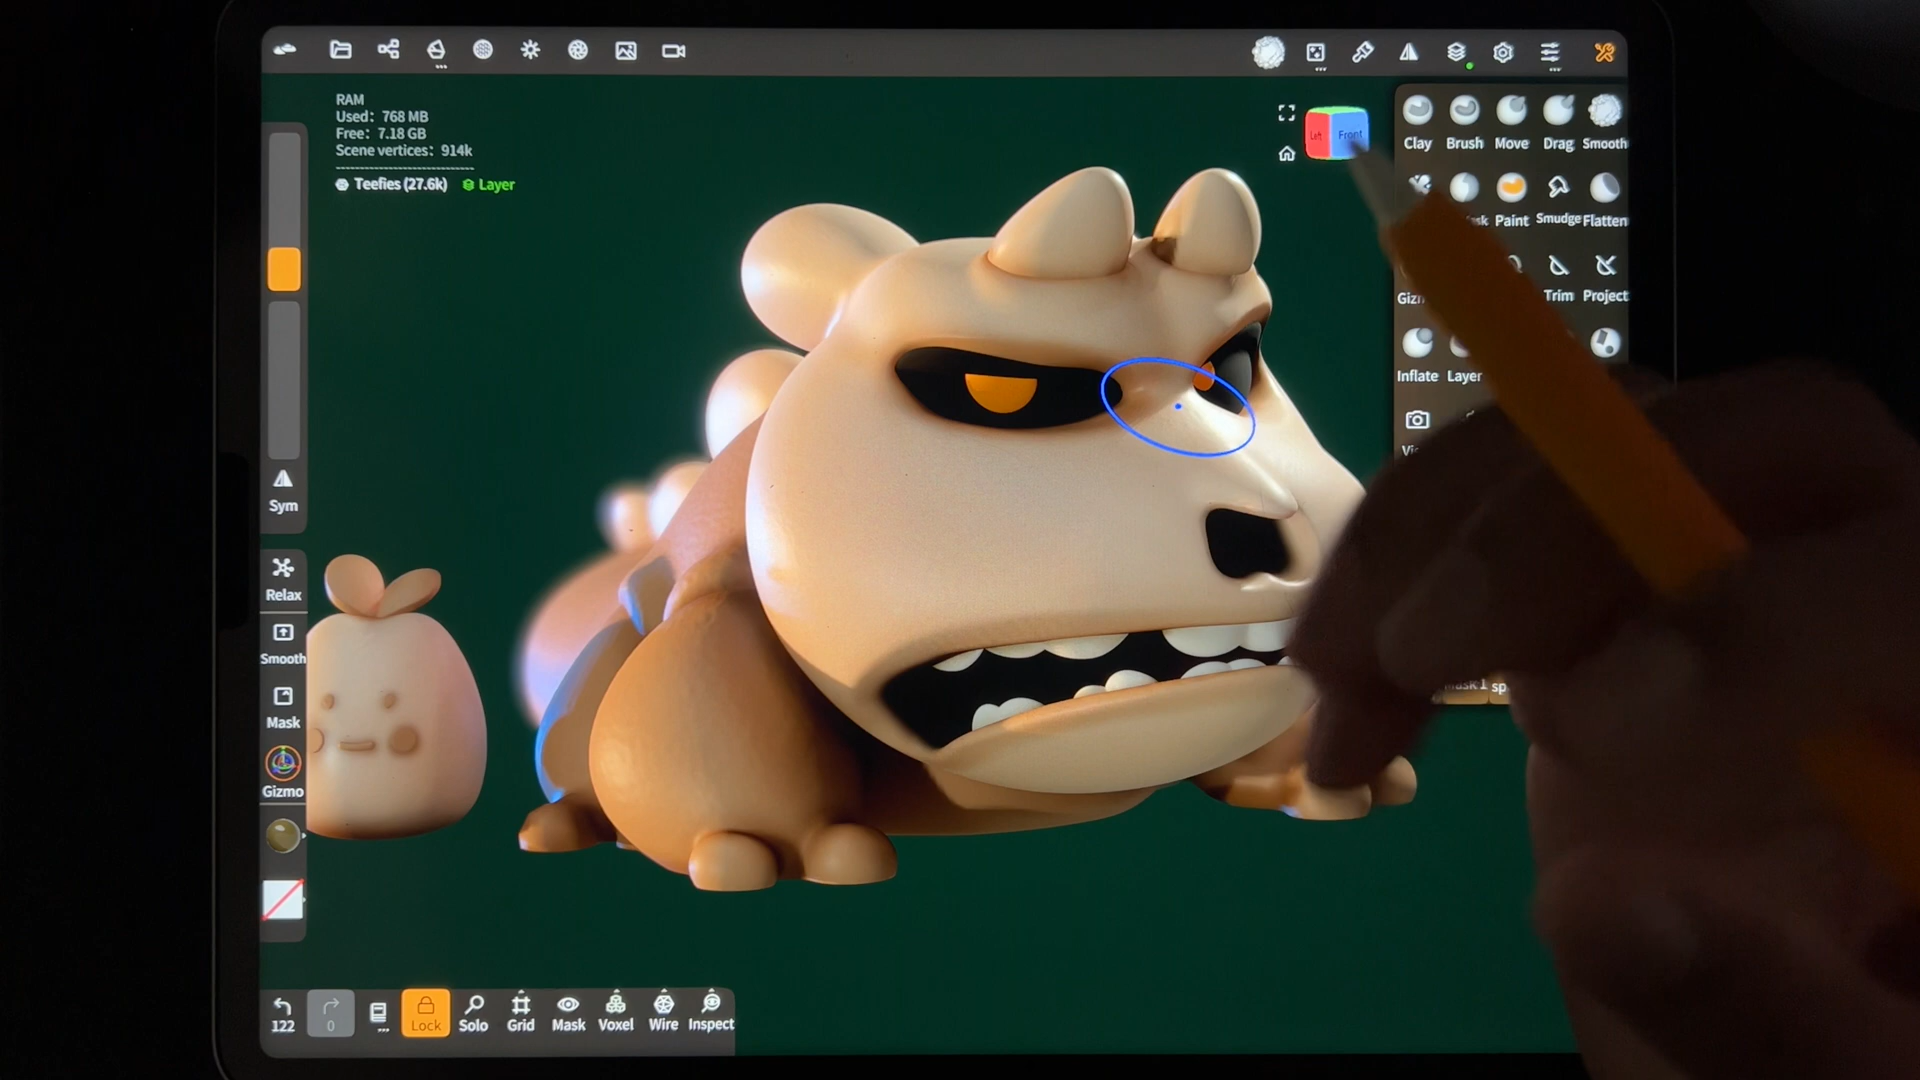 RAM
Used: 768 MB
Free: 7.18 GB
Scene vertices: 914k
Teefies (27.6k) Layer
Left Front
Clay Brush Move Drag Smooth
Paint Smudge Flatten
Trim Project
Inflate Layer
Sym
Relax
Smooth
Mask
Gizmo
122 0 Lock Solo Grid Mask Voxel Wire Inspect